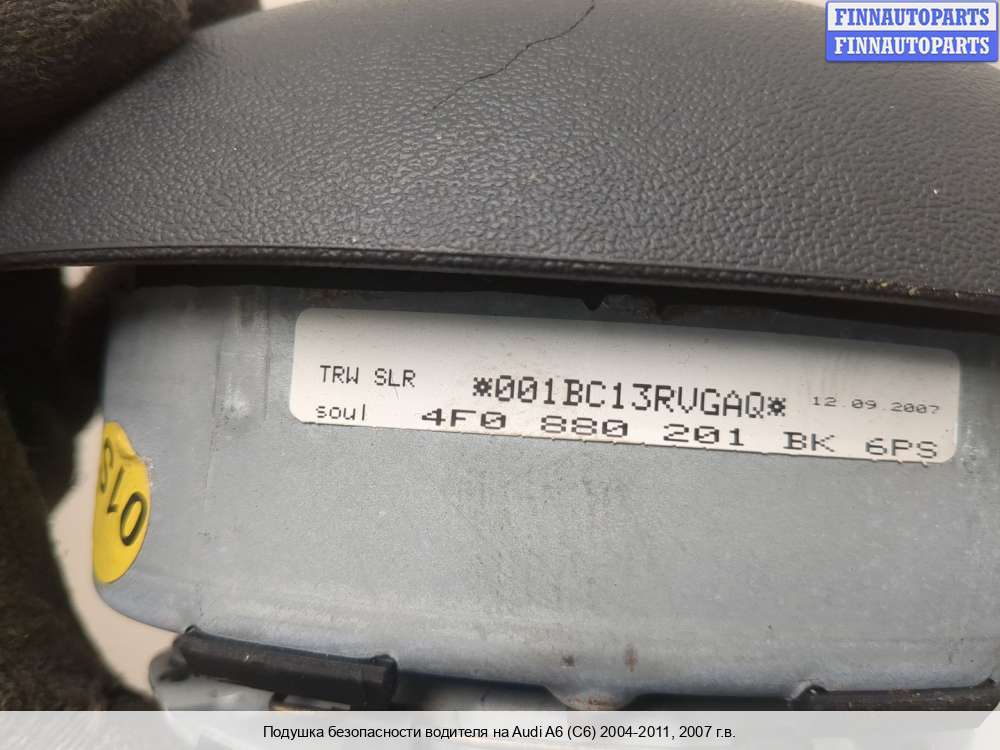 FINNAUTOPARTS
FINNAUTOPARTS
TRW SLR
*001BC13RVGAQ*
12.09.2007
soul
4F0 880 201 BK 6PS
01S
Подушка безопасности водителя на Audi A6 (C6) 2004-2011, 2007 г.в.